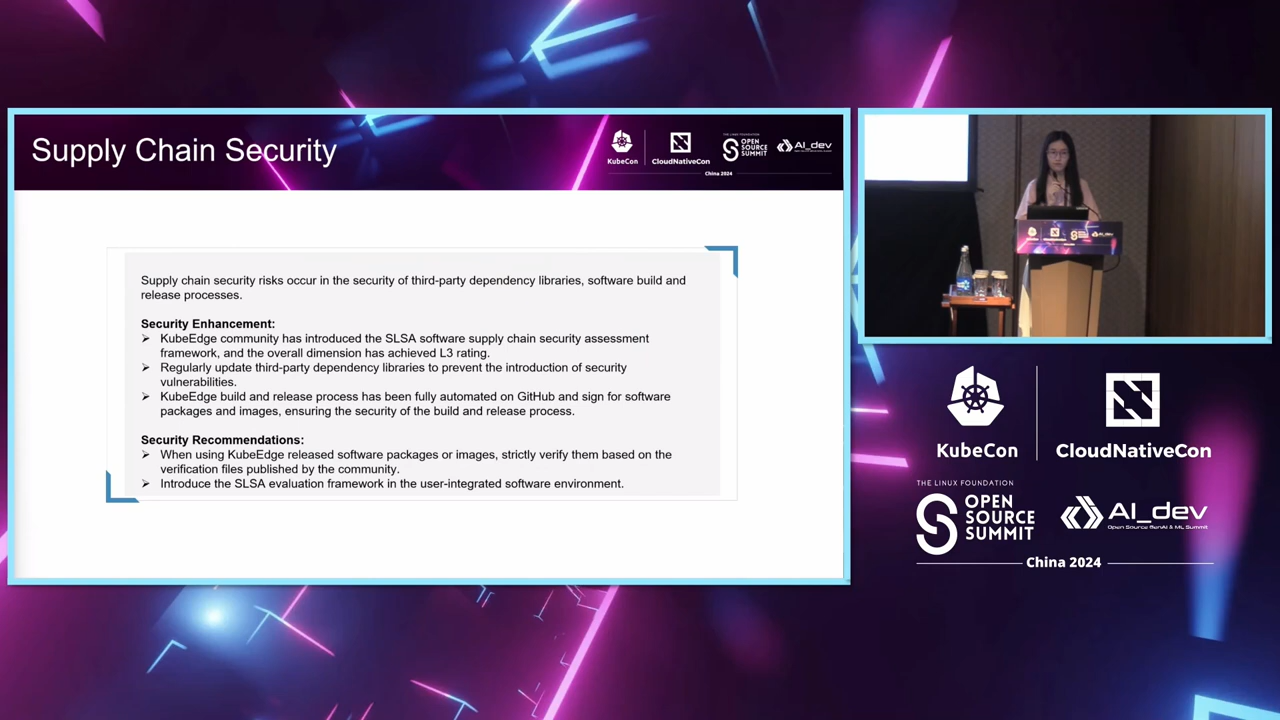 Supply Chain Security
KubeCon
CloudNativeCon
THE LINUX FOUNDATION
OPEN
SOURCE
SUMMIT
AI_dev
China 2024
Supply chain security risks occur in the security of third-party dependency libraries, software build and
release processes.
Security Enhancement:
➢ KubeEdge community has introduced the SLSA software supply chain security assessment
framework, and the overall dimension has achieved L3 rating.
➢ Regularly update third-party dependency libraries to prevent the introduction of security
vulnerabilities.
➢ KubeEdge build and release process has been fully automated on GitHub and sign for software
packages and images, ensuring the security of the build and release process.
Security Recommendations:
➢ When using KubeEdge released software packages or images, strictly verify them based on the
verification files published by the community.
➢ Introduce the SLSA evaluation framework in the user-integrated software environment.
KubeCon
CloudNativeCon
THE LINUX FOUNDATION
OPEN
SOURCE
SUMMIT
AI_dev
Open Source GenAI & ML Summit
China 2024